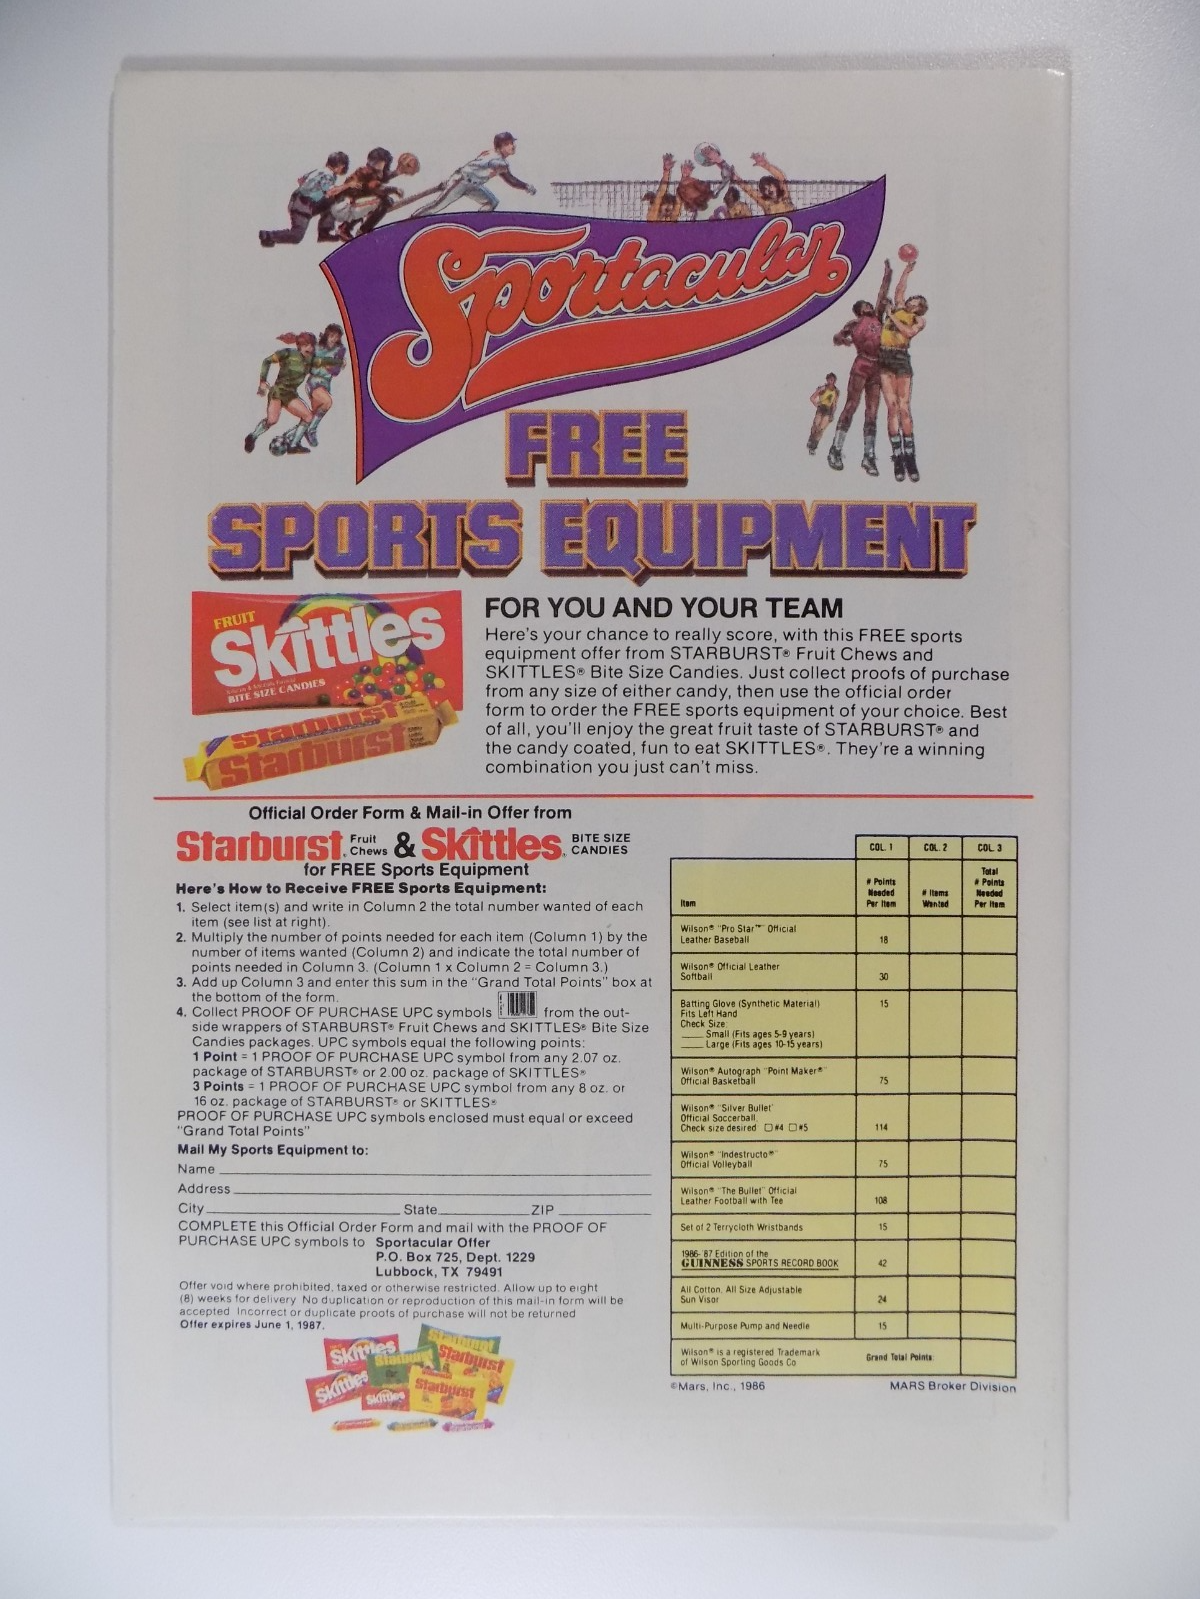 Sportacular
FREE
SPORTS EQUIPMENT
FRUIT
Skittles
BITE SIZE CANDIES
Starburst
Starburst
FOR YOU AND YOUR TEAM
Here's your chance to really score, with this FREE sports
equipment offer from STARBURST® Fruit Chews and
SKITTLES® Bite Size Candies. Just collect proofs of purchase
from any size of either candy, then use the official order
form to order the FREE sports equipment of your choice. Best
of all, you'll enjoy the great fruit taste of STARBURST® and
the candy coated, fun to eat SKITTLES®. They're a winning
combination you just can't miss.
Official Order Form & Mail-in Offer from
Starburst® Fruit Chews & Skittles® BITE SIZE CANDIES
for FREE Sports Equipment
Here's How to Receive FREE Sports Equipment:
1. Select item(s) and write in Column 2 the total number wanted of each
item (see list at right).
2. Multiply the number of points needed for each item (Column 1) by the
number of items wanted (Column 2) and indicate the total number of
points needed in Column 3. (Column 1 x Column 2 = Column 3.)
3. Add up Column 3 and enter this sum in the "Grand Total Points" box at
the bottom of the form.
4. Collect PROOF OF PURCHASE UPC symbols from the out-
side wrappers of STARBURST® Fruit Chews and SKITTLES® Bite Size
Candies packages. UPC symbols equal the following points:
1 Point = 1 PROOF OF PURCHASE UPC symbol from any 2.07 oz.
package of STARBURST® or 2.00 oz. package of SKITTLES®
3 Points = 1 PROOF OF PURCHASE UPC symbol from any 8 oz. or
16 oz. package of STARBURST® or SKITTLES®
PROOF OF PURCHASE UPC symbols enclosed must equal or exceed
"Grand Total Points"
Mail My Sports Equipment to:
Name
Address
City State ZIP
COMPLETE this Official Order Form and mail with the PROOF OF
PURCHASE UPC symbols to Sportacular Offer
P.O. Box 725, Dept. 1229
Lubbock, TX 79491
Offer void where prohibited, taxed or otherwise restricted. Allow up to eight
(8) weeks for delivery. No duplication or reproduction of this mail-in form will be
accepted. Incorrect or duplicate proofs of purchase will not be returned
Offer expires June 1, 1987.
Skittles
Starburst
Starburst
Starburst
Skittles
Skittles
Starburst
COL. 1 COL. 2 COL. 3
Item # Points Needed Per Item # Items Wanted Total # Points Needed Per Item
Wilson® "Pro Star™" Official
Leather Baseball 18
Wilson® Official Leather
Softball 30
Batting Glove (Synthetic Material) 15
Fits Left Hand
Check Size:
Small (Fits ages 5-9 years)
Large (Fits ages 10-15 years)
Wilson® Autograph "Point Maker®"
Official Basketball 75
Wilson® "Silver Bullet"
Official Soccerball,
Check size desired ☐ #4 ☐ #5 114
Wilson® "Indestructo®"
Official Volleyball 75
Wilson® "The Bullet" Official
Leather Football with Tee 108
Set of 2 Terrycloth Wristbands 15
1986-'87 Edition of the
GUINNESS SPORTS RECORD BOOK 42
All Cotton, All Size Adjustable
Sun Visor 24
Multi-Purpose Pump and Needle 15
Wilson® is a registered Trademark
of Wilson Sporting Goods Co Grand Total Points:
©Mars, Inc., 1986 MARS Broker Division